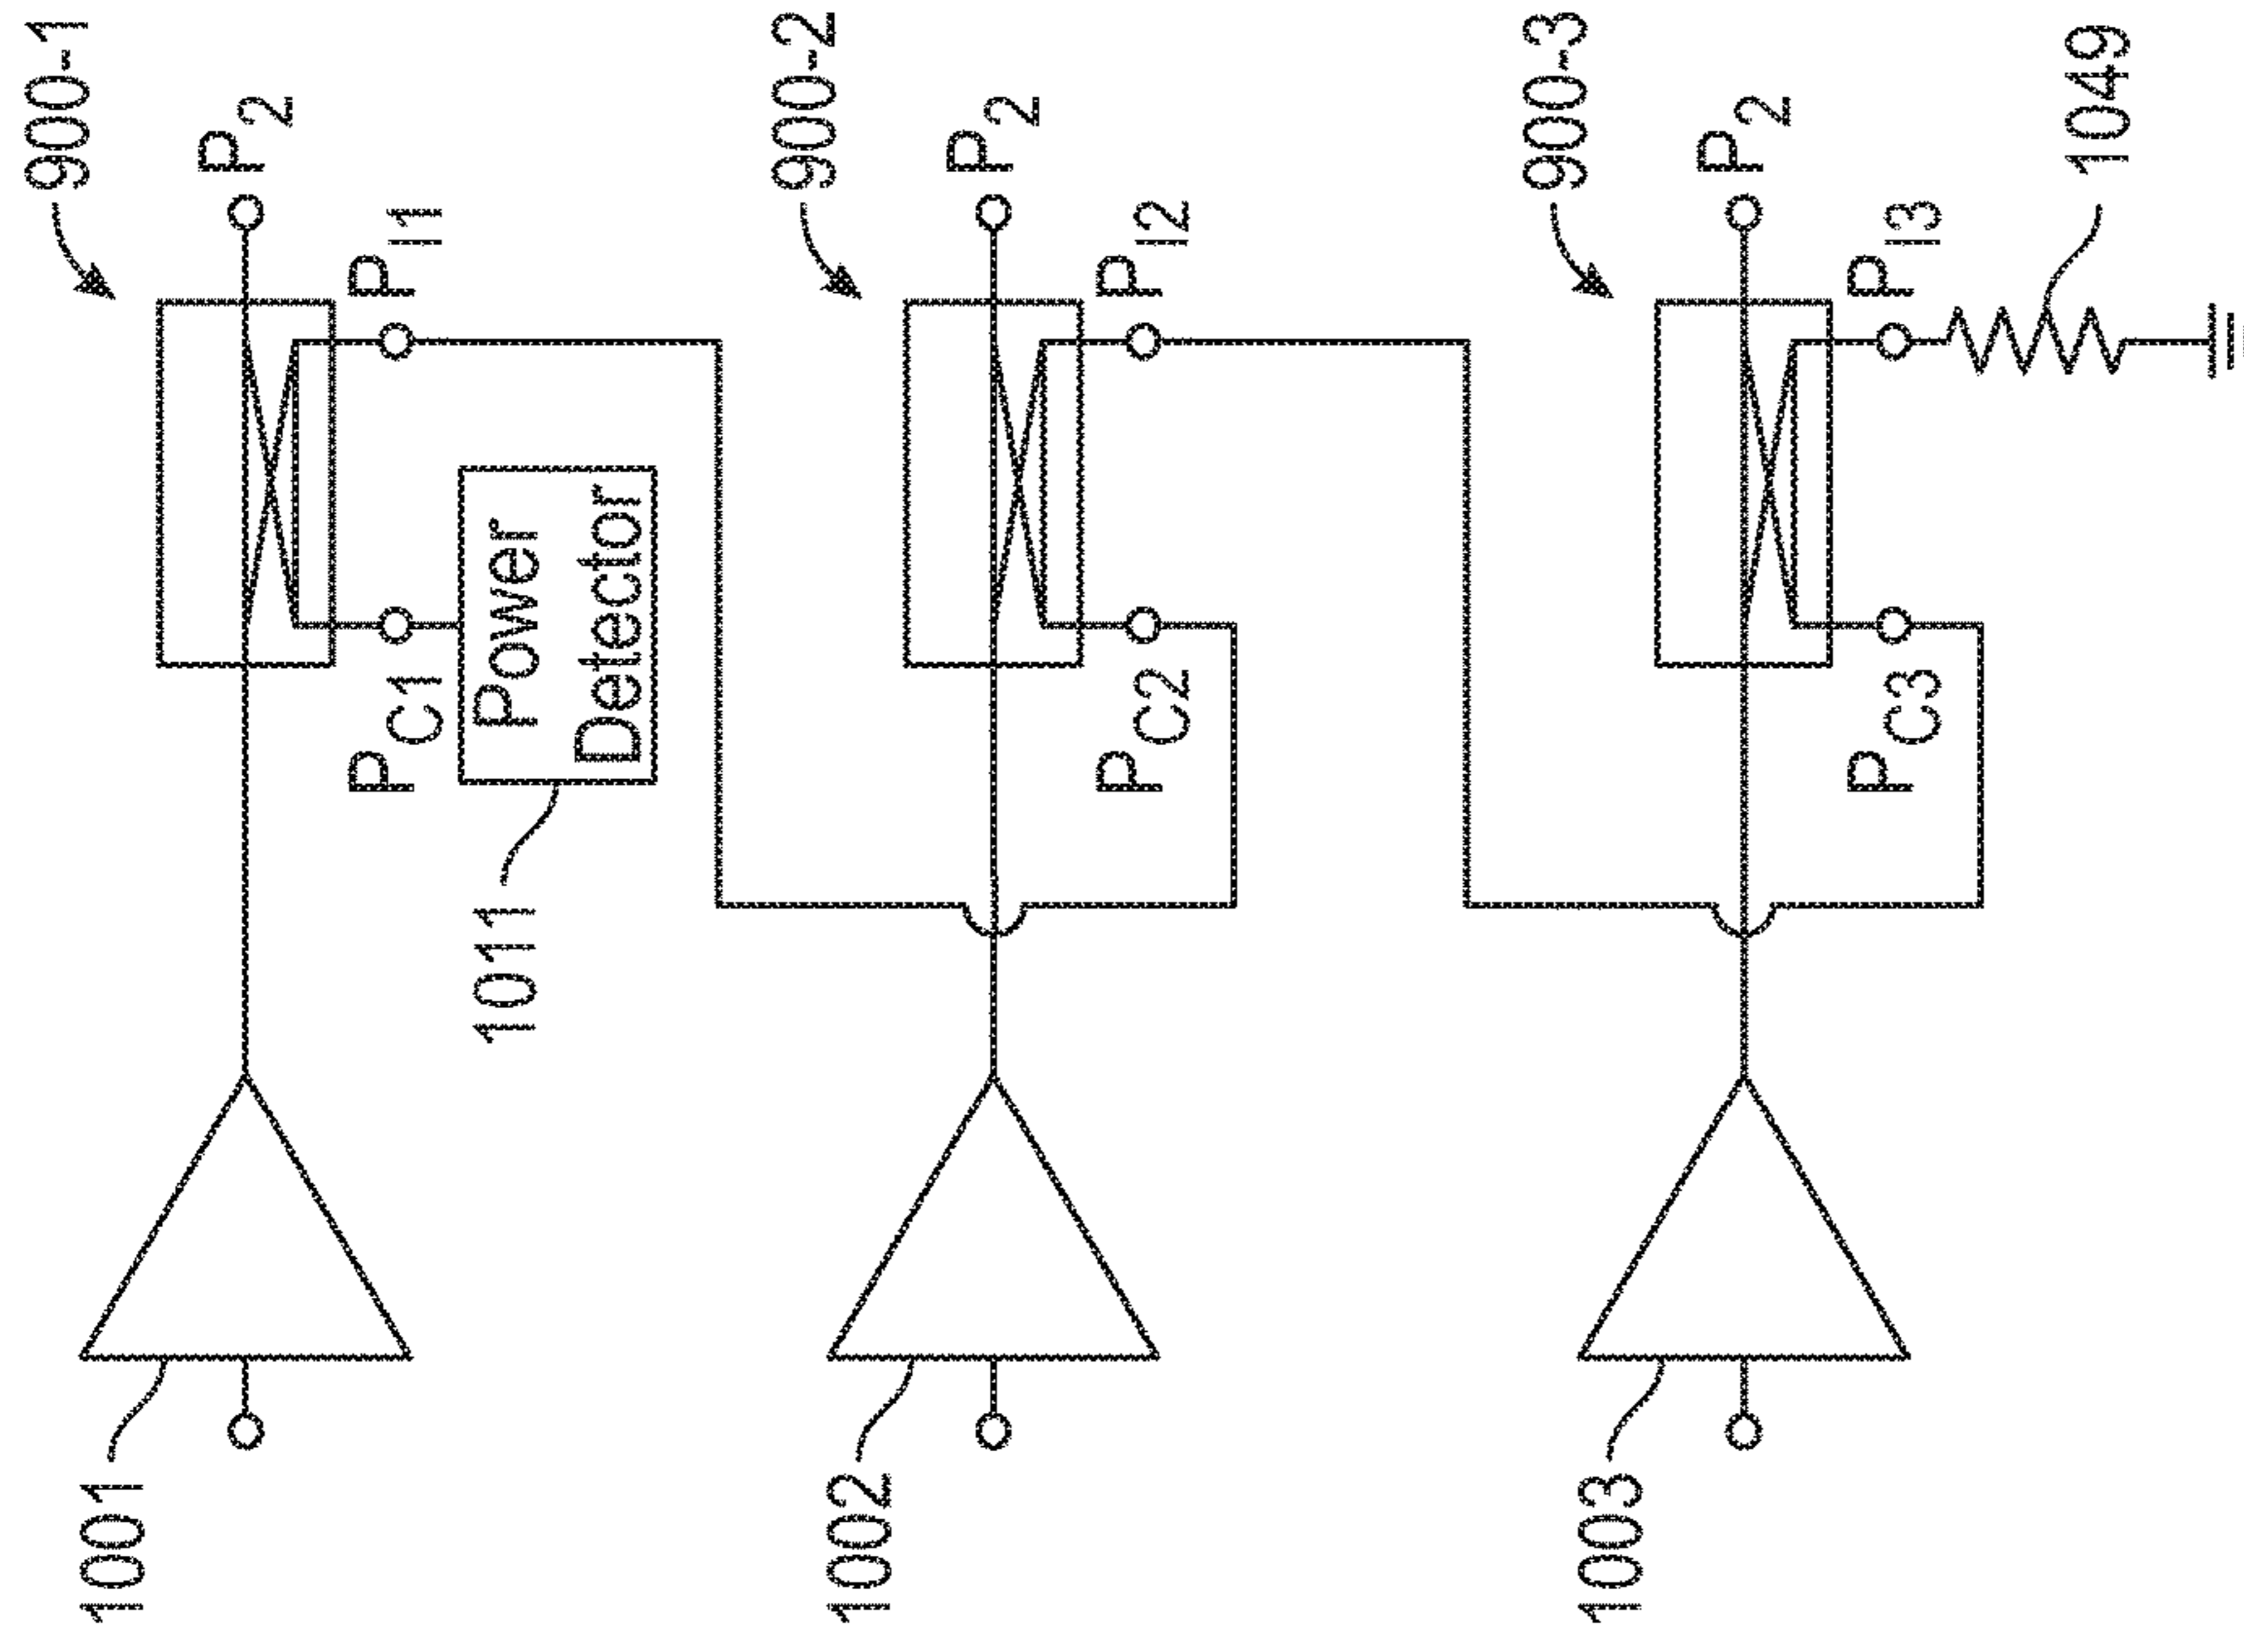 900-1
P2
PI1
PC1
Power
Detector
1011
1001
900-2
P2
PI2
PC2
1002
900-3
P2
PI3
1049
PC3
1003